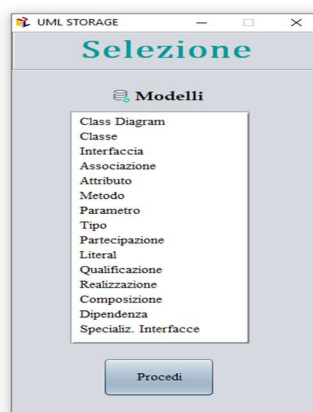 UML STORAGE
Selezione
Modelli
Class Diagram
Classe
Interfaccia
Associazione
Attributo
Metodo
Parametro
Tipo
Partecipazione
Literal
Qualificazione
Realizzazione
Composizione
Dipendenza
Specializ. Interfacce
Procedi